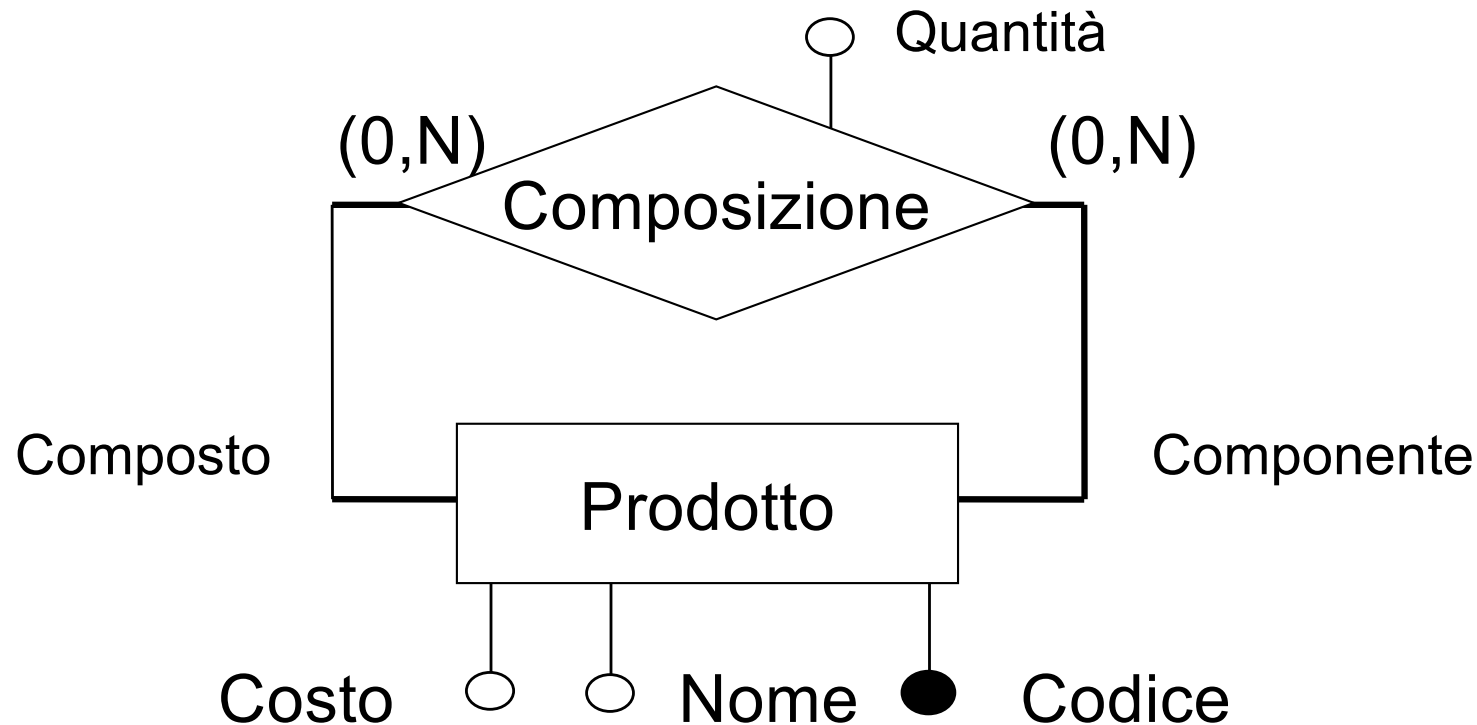 Quantità
(0,N)
(0,N)
Composizione
Composto
Componente
Prodotto
Costo
Nome
Codice